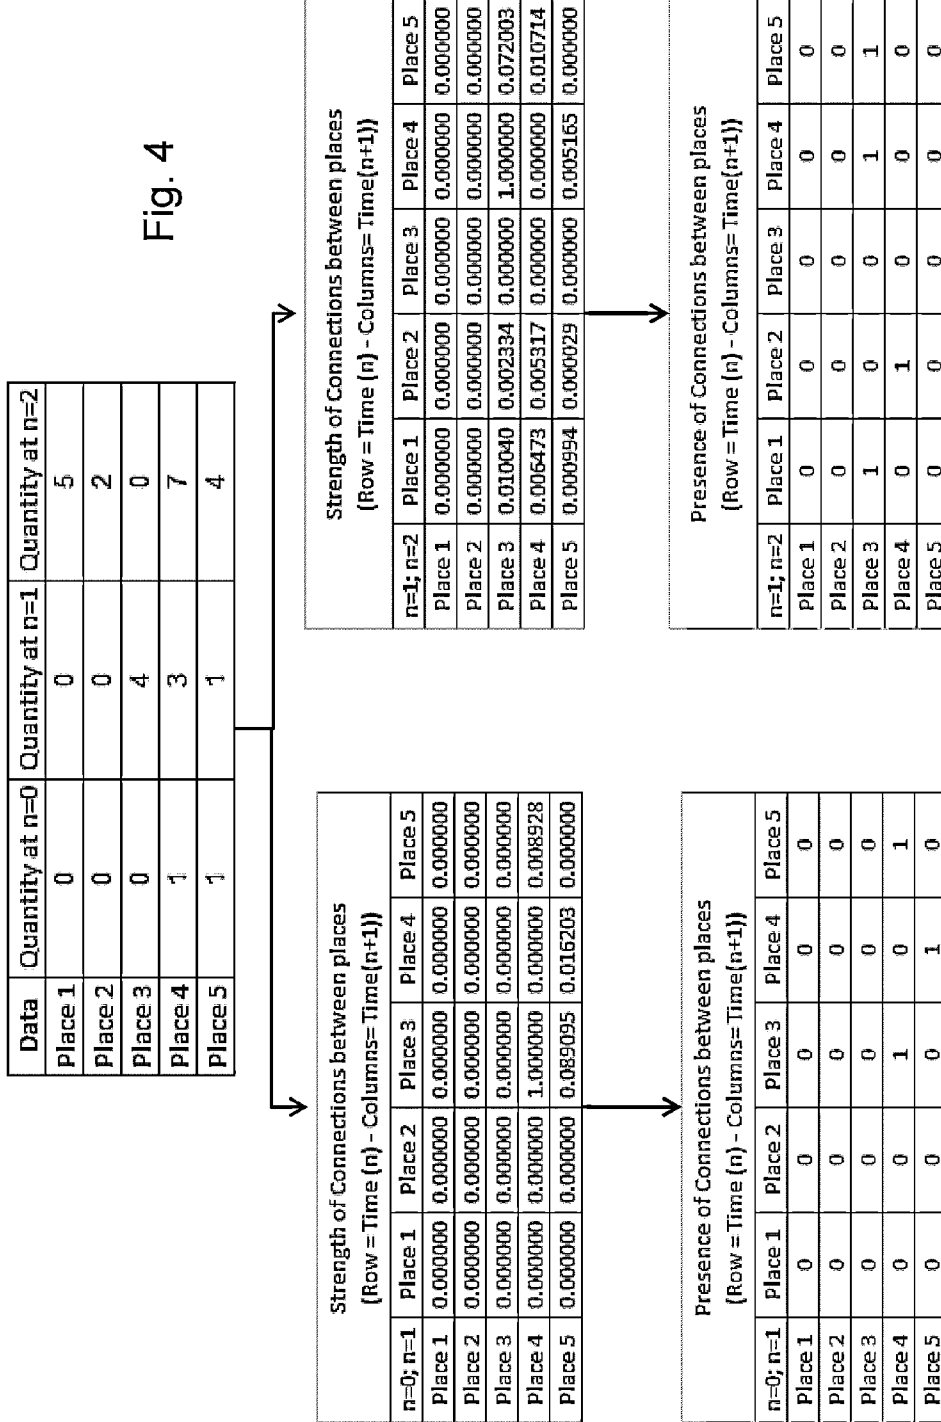 Fig. 4
Data Quantity at n=0 Quantity at n=1 Quantity at n=2
Place 1 0 0 5
Place 2 0 0 2
Place 3 0 4 0
Place 4 1 3 7
Place 5 1 1 4
Strength of Connections between places
(Row = Time (n) - Columns= Time(n+1))
n=0; n=1 Place 1 Place 2 Place 3 Place 4 Place 5
Place 1 0.000000 0.000000 0.000000 0.000000 0.000000
Place 2 0.000000 0.000000 0.000000 0.000000 0.000000
Place 3 0.000000 0.000000 0.000000 0.000000 0.000000
Place 4 0.000000 0.000000 1.000000 0.000000 0.008928
Place 5 0.000000 0.000000 0.089095 0.016203 0.000000
Strength of Connections between places
(Row = Time (n) - Columns= Time(n+1))
n=1; n=2 Place 1 Place 2 Place 3 Place 4 Place 5
Place 1 0.000000 0.000000 0.000000 0.000000 0.000000
Place 2 0.000000 0.000000 0.000000 0.000000 0.000000
Place 3 0.010040 0.002334 0.000000 1.000000 0.072003
Place 4 0.006473 0.005317 0.000000 0.000000 0.010714
Place 5 0.000994 0.000029 0.000000 0.005165 0.000000
Presence of Connections between places
(Row = Time (n) - Columns= Time(n+1))
n=0; n=1 Place 1 Place 2 Place 3 Place 4 Place 5
Place 1 0 0 0 0 0
Place 2 0 0 0 0 0
Place 3 0 0 0 0 0
Place 4 0 0 1 0 1
Place 5 0 0 0 1 0
Presence of Connections between places
(Row = Time (n) - Columns= Time(n+1))
n=1; n=2 Place 1 Place 2 Place 3 Place 4 Place 5
Place 1 0 0 0 0 0
Place 2 0 0 0 0 0
Place 3 1 0 0 1 1
Place 4 0 1 0 0 0
Place 5 0 0 0 0 0